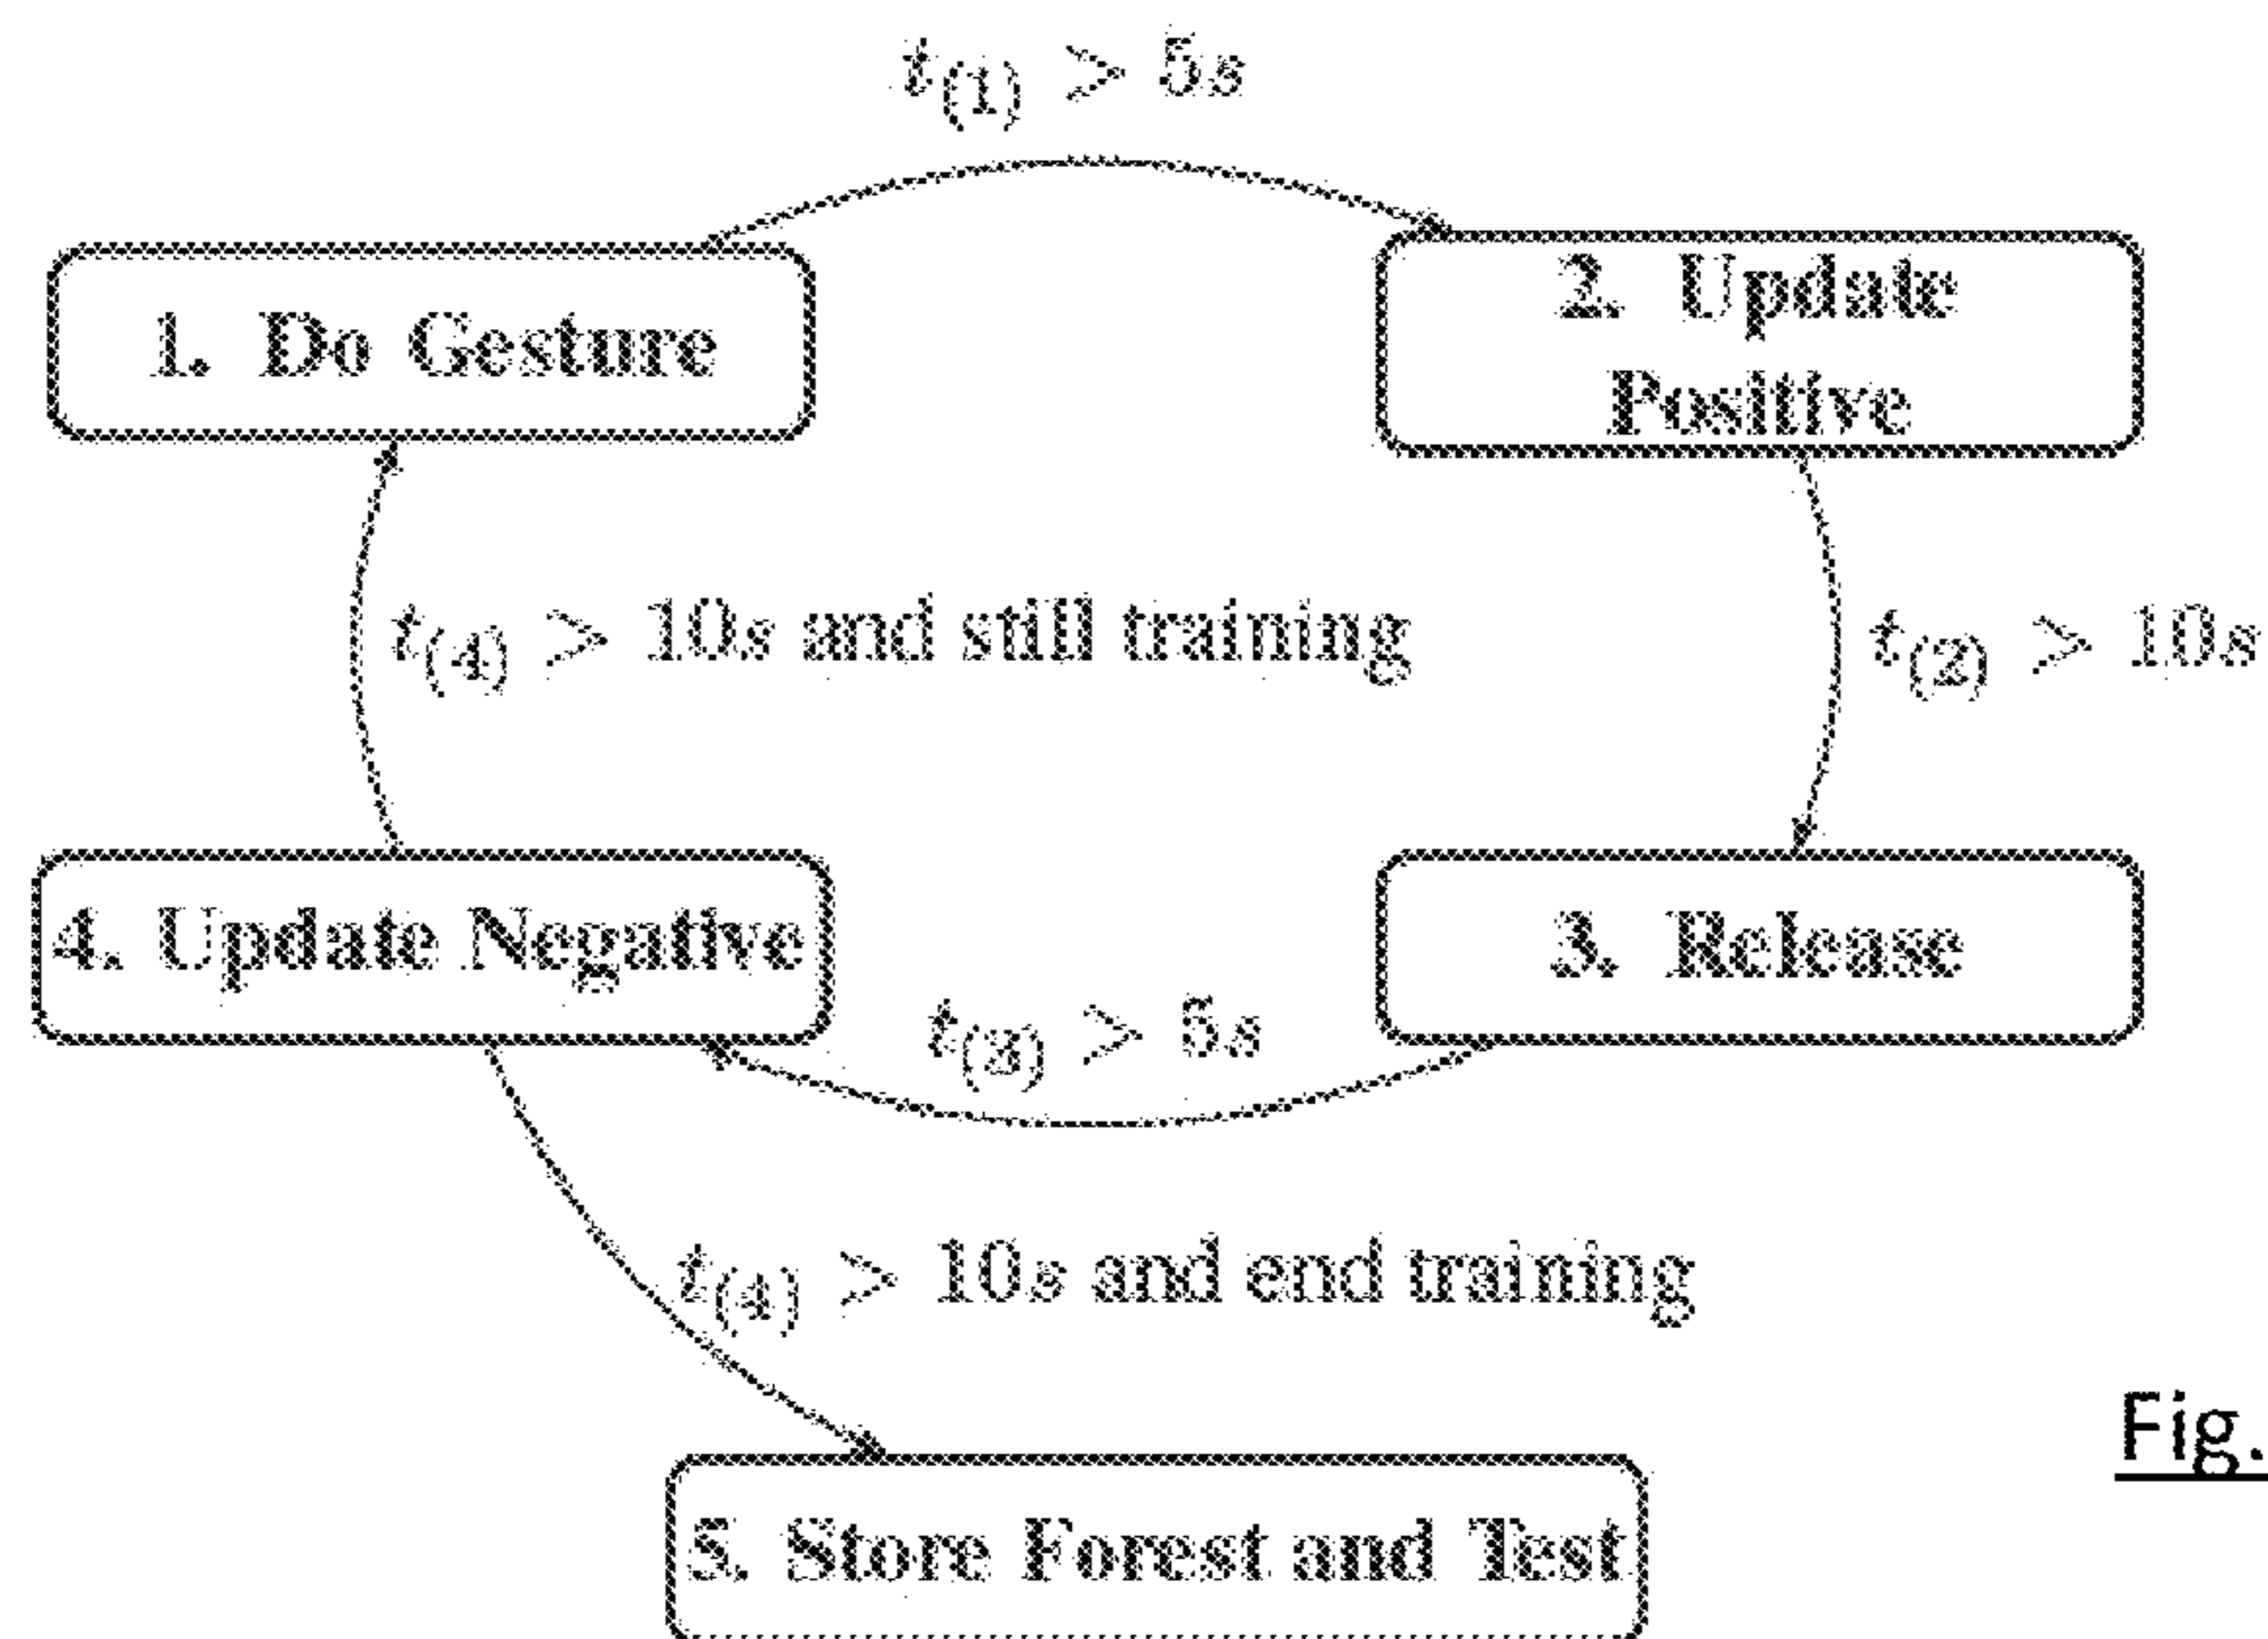 t(1) > 5s
1. Do Gesture
2. Update
Positive
t(4) > 10s and still training
t(2) > 10s
4. Update Negative
3. Release
t(3) > 5s
t(4) > 10s and end training
Fig.
5. Store Forest and Test